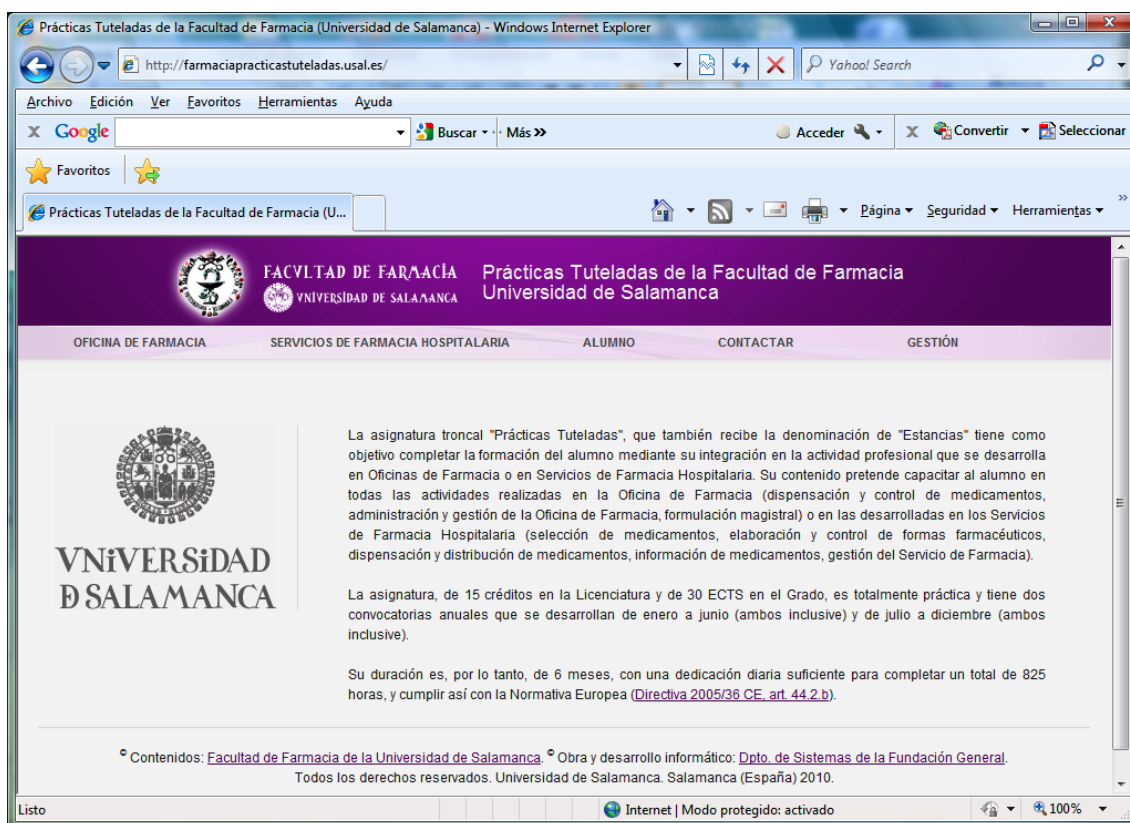 Prácticas Tuteladas de la Facultad de Farmacia (Universidad de Salamanca) - Windows Internet Explorer
http://farmaciapracticastuteladas.usal.es/
Yahoo! Search
Archivo Edición Ver Favoritos Herramientas Ayuda
X Google Buscar Más »
Acceder X Convertir Seleccionar
Favoritos
Prácticas Tuteladas de la Facultad de Farmacia (U...
Página Seguridad Herramientas »
FACVLTAD DE FARMACÍA
VNIVERSÍDAD DE SALAMANCA
Prácticas Tuteladas de la Facultad de Farmacia
Universidad de Salamanca
OFICINA DE FARMACIA SERVICIOS DE FARMACIA HOSPITALARIA ALUMNO CONTACTAR GESTIÓN
VNiVERSiDAD
D SALAMANCA
La asignatura troncal "Prácticas Tuteladas", que también recibe la denominación de "Estancias" tiene como
objetivo completar la formación del alumno mediante su integración en la actividad profesional que se desarrolla
en Oficinas de Farmacia o en Servicios de Farmacia Hospitalaria. Su contenido pretende capacitar al alumno en
todas las actividades realizadas en la Oficina de Farmacia (dispensación y control de medicamentos,
administración y gestión de la Oficina de Farmacia, formulación magistral) o en las desarrolladas en los Servicios
de Farmacia Hospitalaria (selección de medicamentos, elaboración y control de formas farmacéuticos,
dispensación y distribución de medicamentos, información de medicamentos, gestión del Servicio de Farmacia).
La asignatura, de 15 créditos en la Licenciatura y de 30 ECTS en el Grado, es totalmente práctica y tiene dos
convocatorias anuales que se desarrollan de enero a junio (ambos inclusive) y de julio a diciembre (ambos
inclusive).
Su duración es, por lo tanto, de 6 meses, con una dedicación diaria suficiente para completar un total de 825
horas, y cumplir así con la Normativa Europea (Directiva 2005/36 CE, art. 44.2.b).
© Contenidos: Facultad de Farmacia de la Universidad de Salamanca. © Obra y desarrollo informático: Dpto. de Sistemas de la Fundación General.
Todos los derechos reservados. Universidad de Salamanca. Salamanca (España) 2010.
Listo Internet | Modo protegido: activado 100%